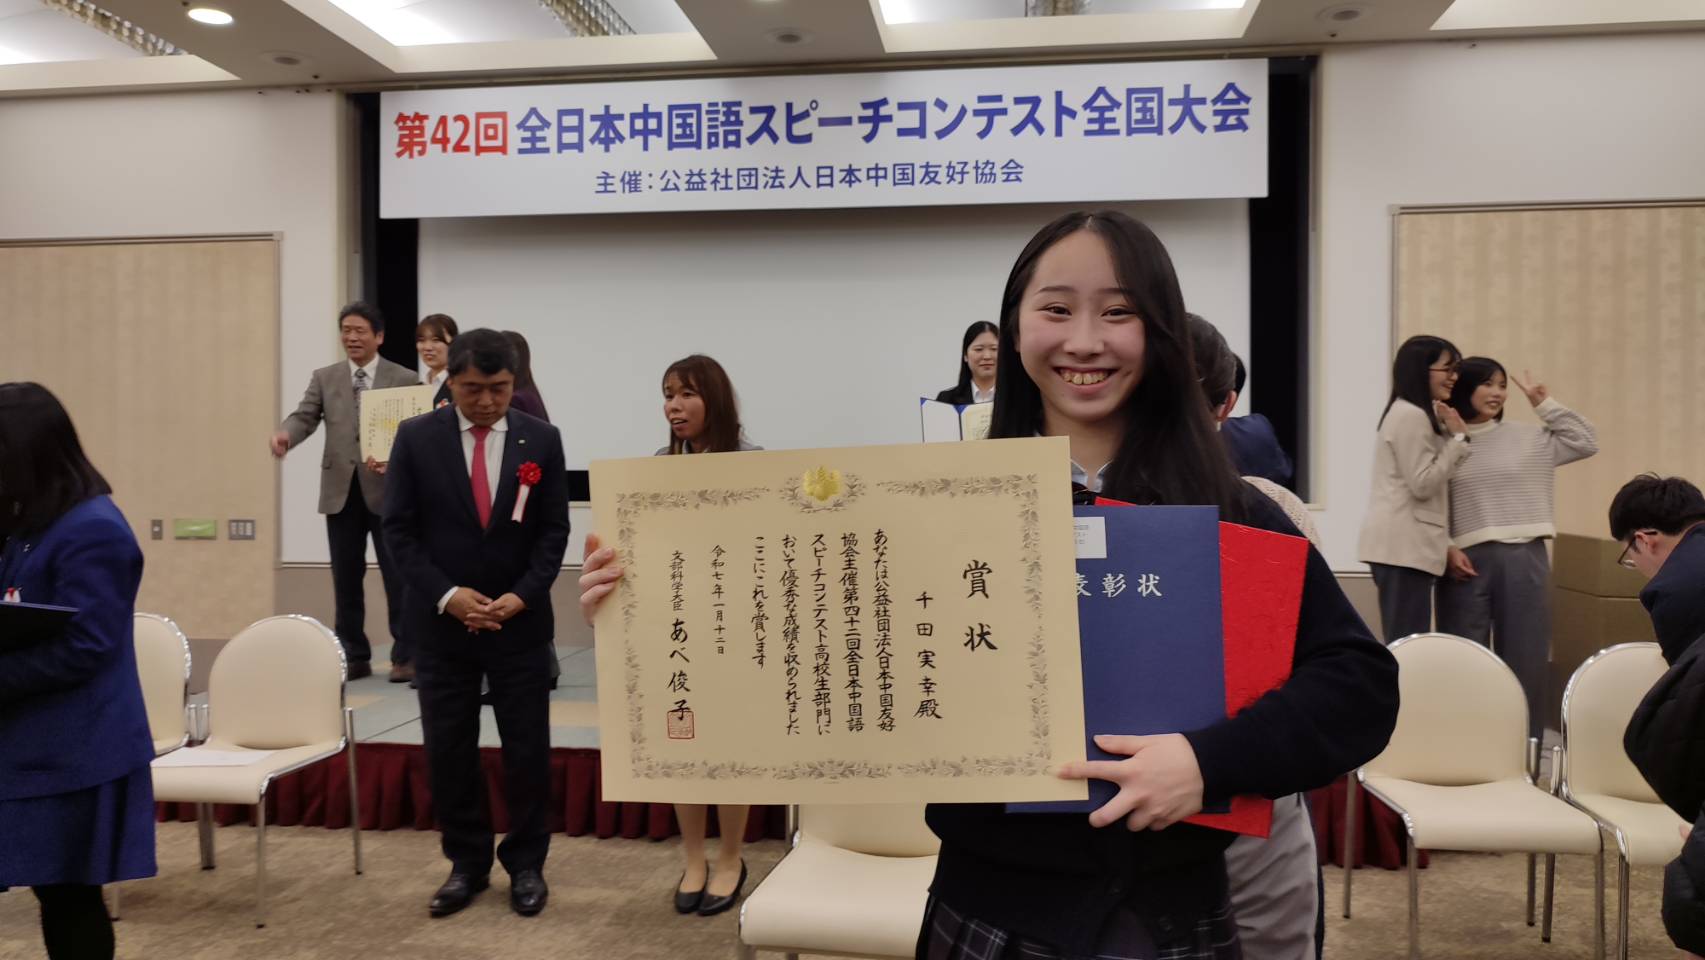 第42回 全日本中国語スピーチコンテスト全国大会
主催:公益社団法人日本中国友好協会
賞状
千田実幸殿
あなたは公益社団法人日本中国友好
協会主催第四十二回全日本中国語
スピーチコンテスト高校生部門に
おいて優秀な成績を収められました
ここにこれを賞します
令和七年一月十二日
文部科学大臣 あべ俊子
表彰状